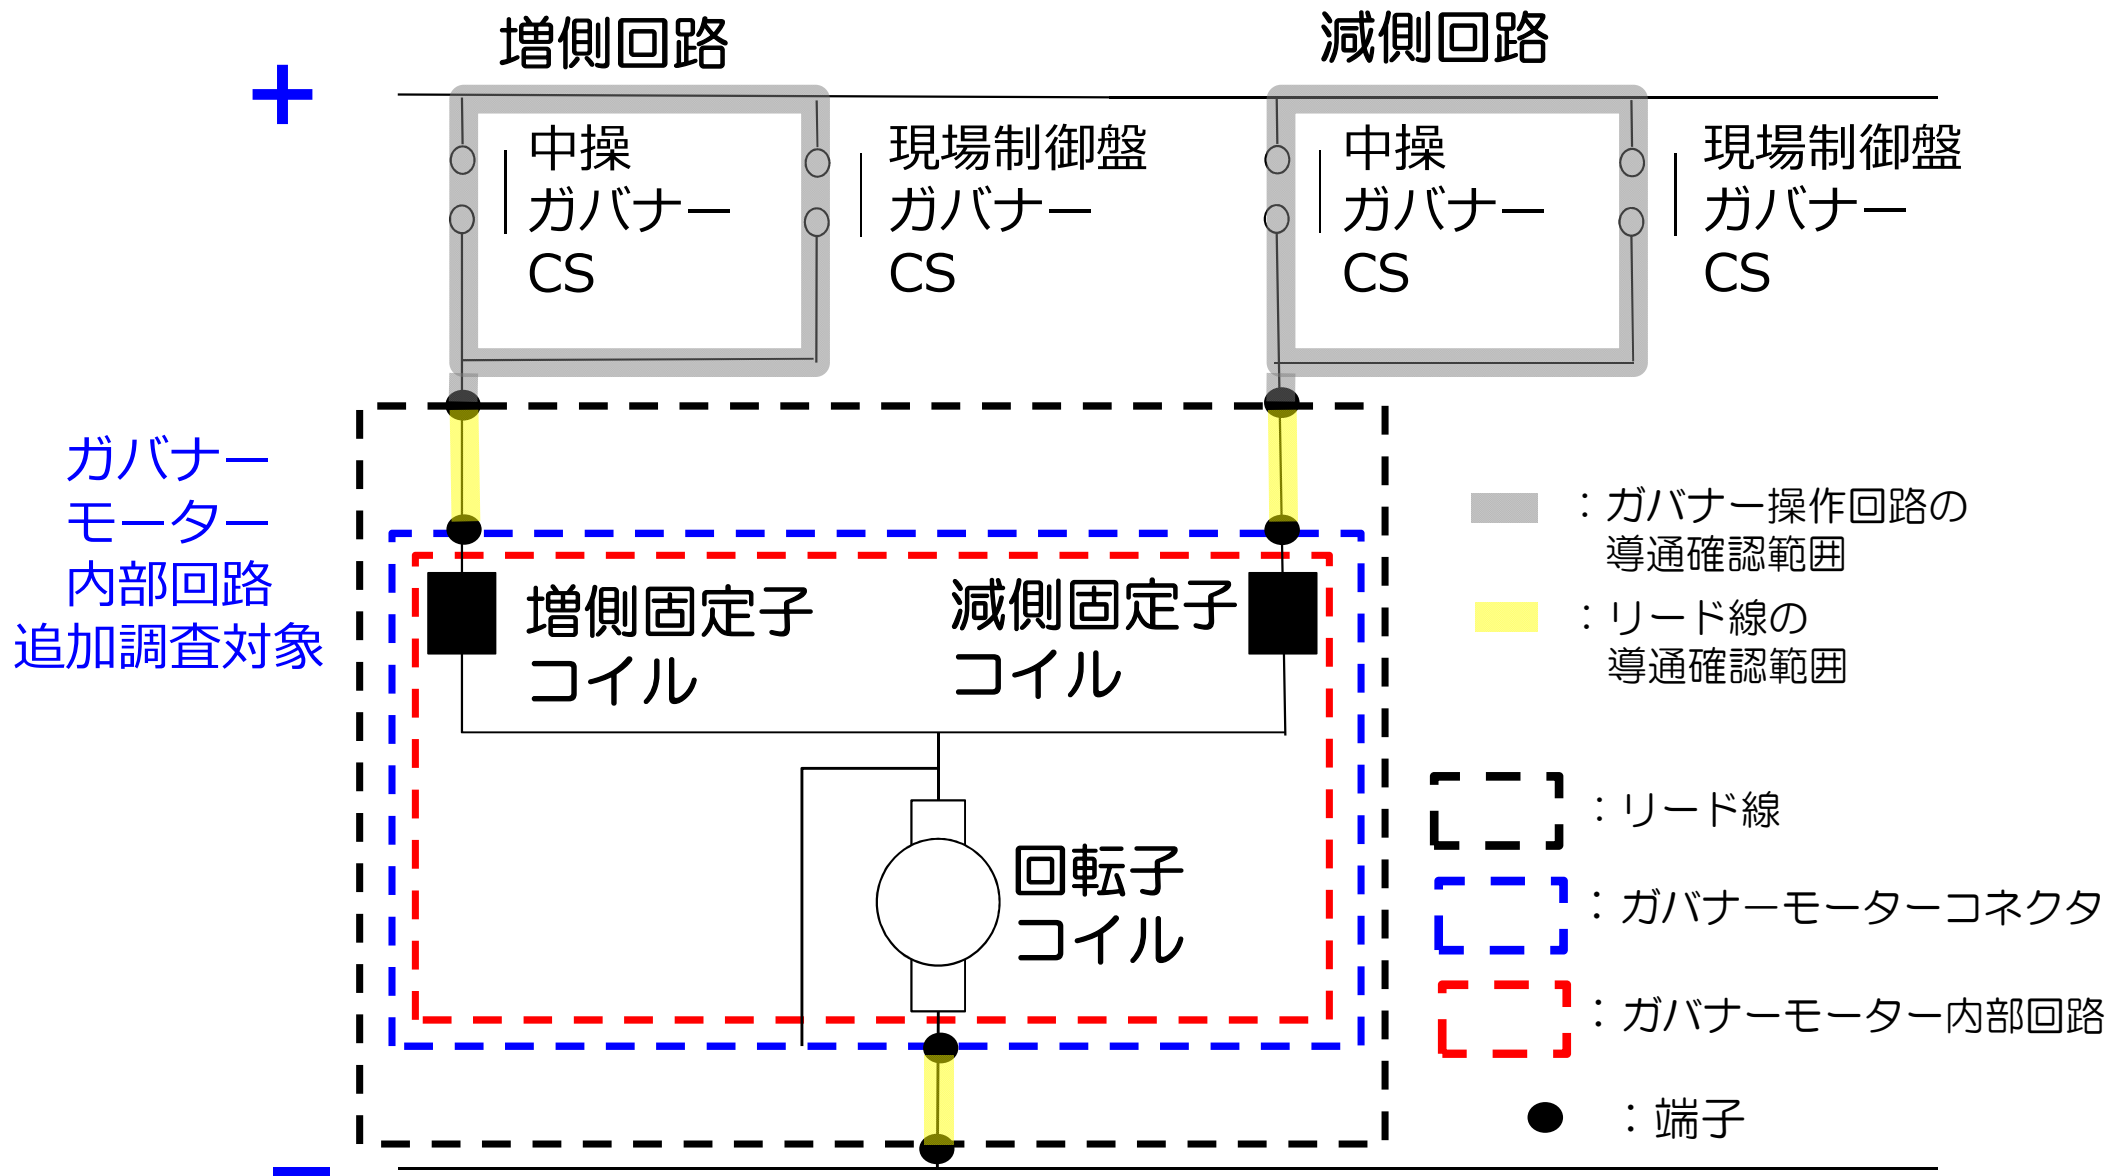 増側回路
減側回路
+
中操
ガバナー
CS
現場制御盤
ガバナー
CS
中操
ガバナー
CS
現場制御盤
ガバナー
CS
ガバナー
モーター
内部回路
追加調査対象
増側固定子
コイル
減側固定子
コイル
回転子
コイル
：ガバナー操作回路の
導通確認範囲
：リード線の
導通確認範囲
：リード線
：ガバナーモーターコネクタ
：ガバナーモーター内部回路
：端子
−